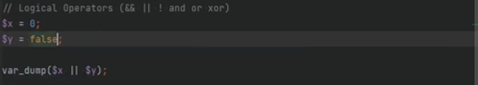 // Logical Operators (&& || ! and or xor)
$x = 0;
$y = false;
var_dump($x || $y);